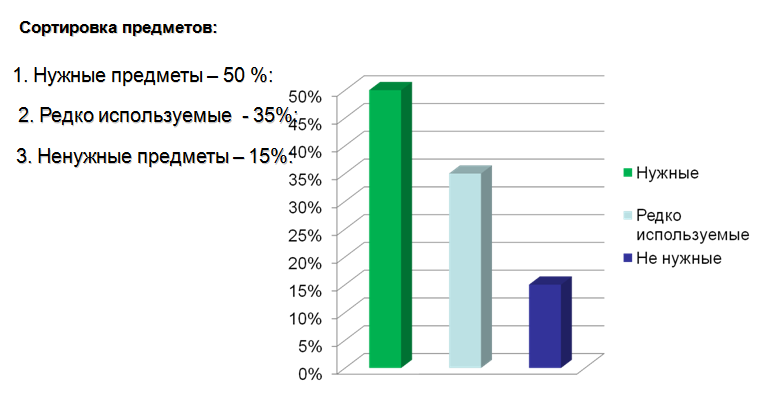 Сортировка предметов:
1. Нужные предметы – 50 %:
2. Редко используемые - 35%:
3. Ненужные предметы – 15%:
50%
45%
40%
35%
30%
25%
20%
15%
10%
5%
0%
Нужные
Редко
используемые
Не нужные